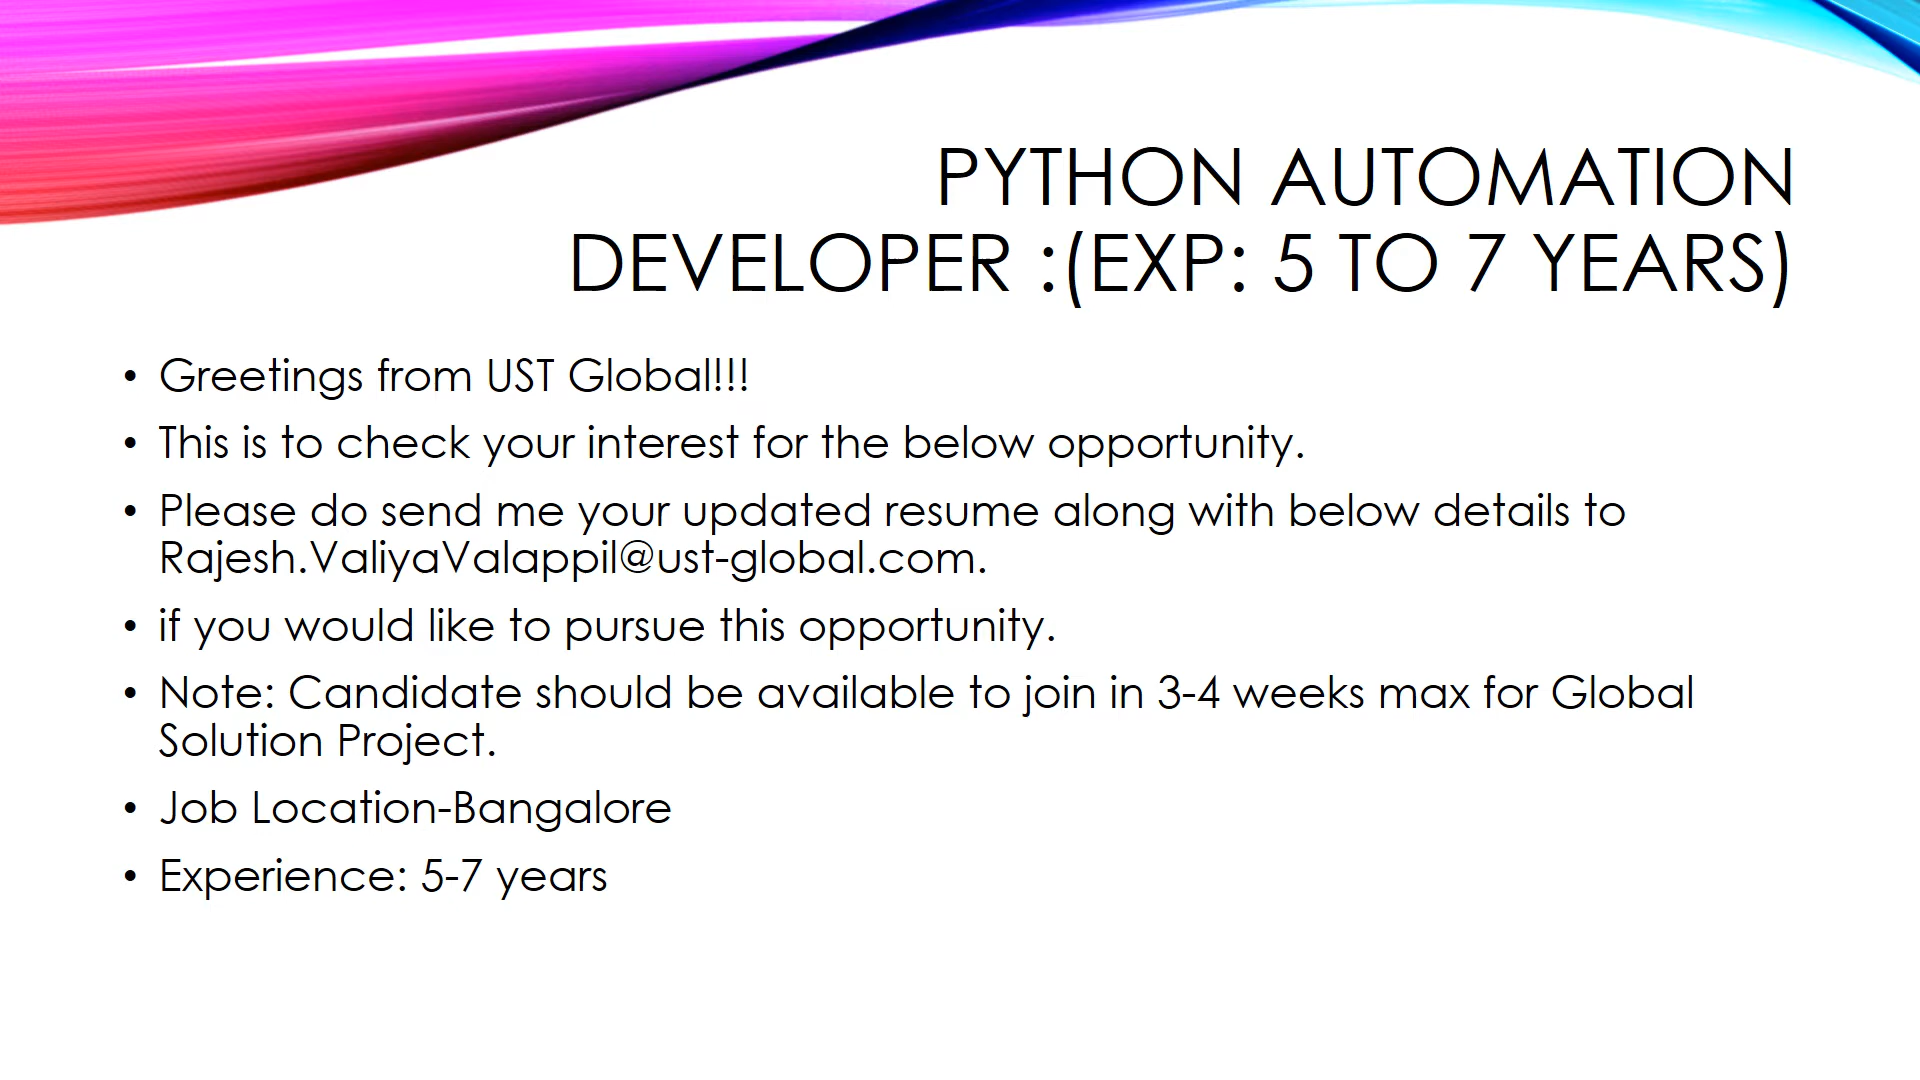 PYTHON AUTOMATION
DEVELOPER :(EXP: 5 TO 7 YEARS)
• Greetings from UST Global!!!
• This is to check your interest for the below opportunity.
• Please do send me your updated resume along with below details to
Rajesh.ValiyaValappil@ust-global.com.
• if you would like to pursue this opportunity.
• Note: Candidate should be available to join in 3-4 weeks max for Global
Solution Project.
• Job Location-Bangalore
• Experience: 5-7 years